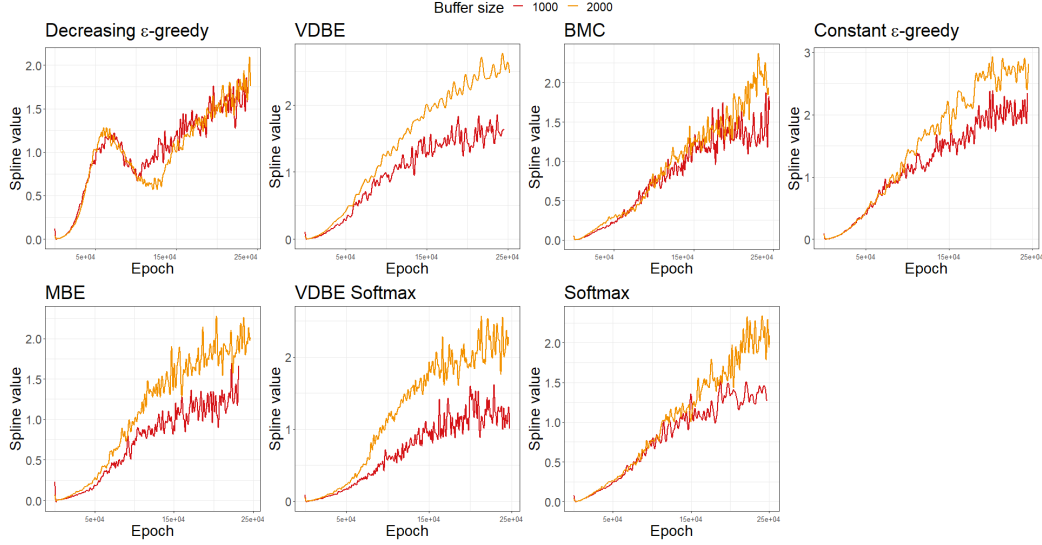 Buffer size 1000 2000
Decreasing ε-greedy
VDBE
BMC
Constant ε-greedy
Spline value
2.0
1.5
1.0
0.5
0.0
5e+04
15e+04
25e+04
Epoch
Spline value
2
1
0
5e+04
15e+04
25e+04
Epoch
Spline value
2.0
1.5
1.0
0.5
0.0
5e+04
15e+04
25e+04
Epoch
Spline value
3
2
1
0
5e+04
15e+04
25e+04
Epoch
MBE
VDBE Softmax
Softmax
Spline value
2.0
1.5
1.0
0.5
0.0
5e+04
15e+04
25e+04
Epoch
Spline value
2
1
0
5e+04
15e+04
25e+04
Epoch
Spline value
2.0
1.5
1.0
0.5
0.0
5e+04
15e+04
25e+04
Epoch